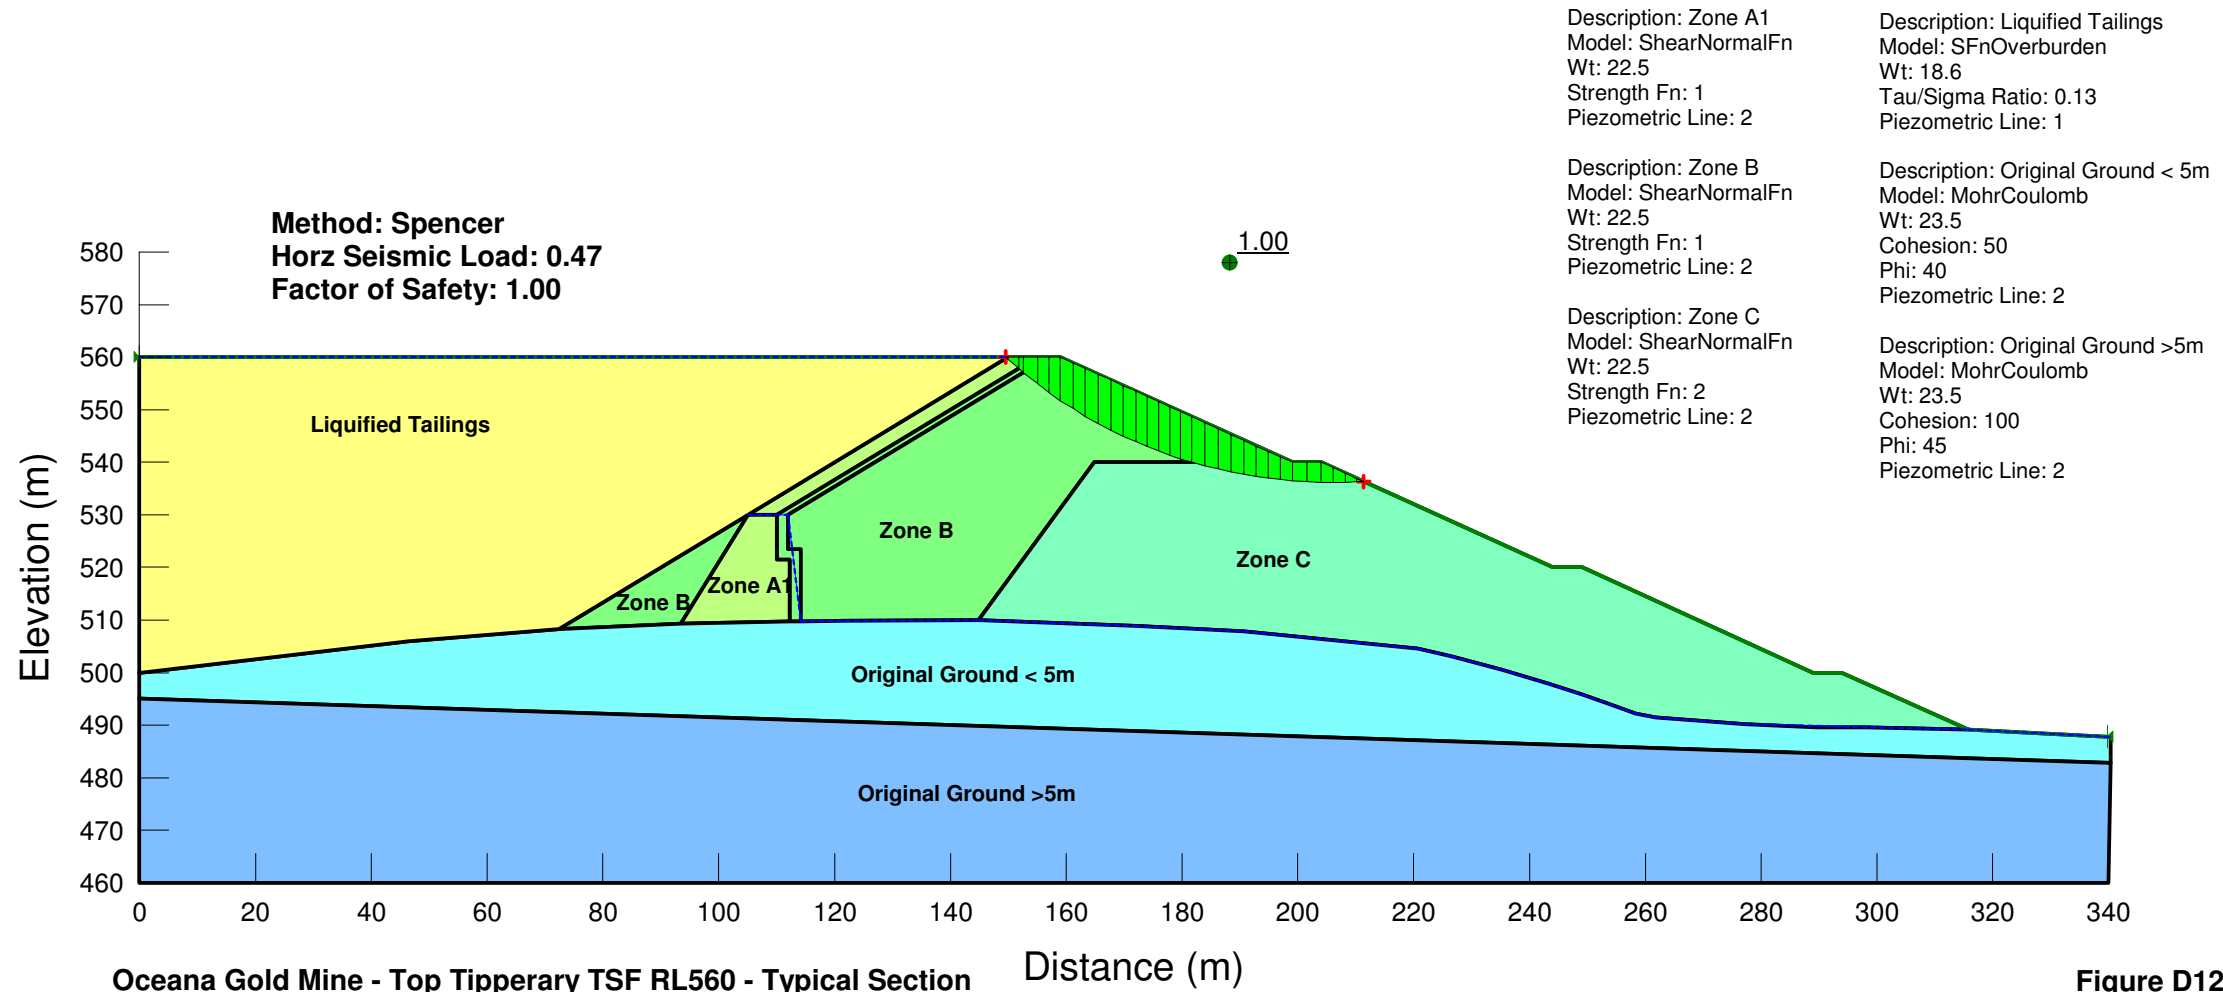 Description: Zone A1
Model: ShearNormalFn
Wt: 22.5
Strength Fn: 1
Piezometric Line: 2
Description: Zone B
Model: ShearNormalFn
Wt: 22.5
Strength Fn: 1
Piezometric Line: 2
Description: Zone C
Model: ShearNormalFn
Wt: 22.5
Strength Fn: 2
Piezometric Line: 2
Description: Liquified Tailings
Model: SFnOverburden
Wt: 18.6
Tau/Sigma Ratio: 0.13
Piezometric Line: 1
Description: Original Ground < 5m
Model: MohrCoulomb
Wt: 23.5
Cohesion: 50
Phi: 40
Piezometric Line: 2
Description: Original Ground >5m
Model: MohrCoulomb
Wt: 23.5
Cohesion: 100
Phi: 45
Piezometric Line: 2
Method: Spencer
Horz Seismic Load: 0.47
Factor of Safety: 1.00
1.00
Elevation (m)
580
570
560
550
540
530
520
510
500
490
480
470
460
Liquified Tailings
Zone B
Zone A1
Zone B
Zone C
Original Ground < 5m
Original Ground >5m
0 20 40 60 80 100 120 140 160 180 200 220 240 260 280 300 320 340
Distance (m)
Oceana Gold Mine - Top Tipperary TSF RL560 - Typical Section
Figure D12